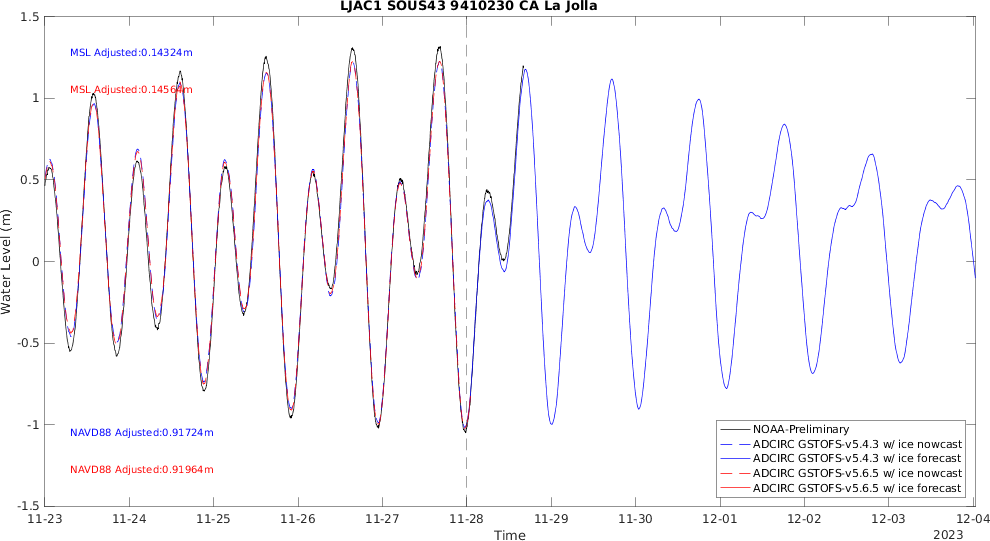 LJAC1 SOUS43 9410230 CA La Jolla
1.5
1
0.5
0
-0.5
-1
-1.5
Water Level (m)
MSL Adjusted:0.14324m
MSL Adjusted:0.14564m
NAVD88 Adjusted:0.91724m
NAVD88 Adjusted:0.91964m
NOAA-Preliminary
ADCIRC GSTOFS-v5.4.3 w/ ice nowcast
ADCIRC GSTOFS-v5.4.3 w/ ice forecast
ADCIRC GSTOFS-v5.6.5 w/ ice nowcast
ADCIRC GSTOFS-v5.6.5 w/ ice forecast
11-23 11-24 11-25 11-26 11-27 11-28 11-29 11-30 12-01 12-02 12-03 12-04
Time
2023